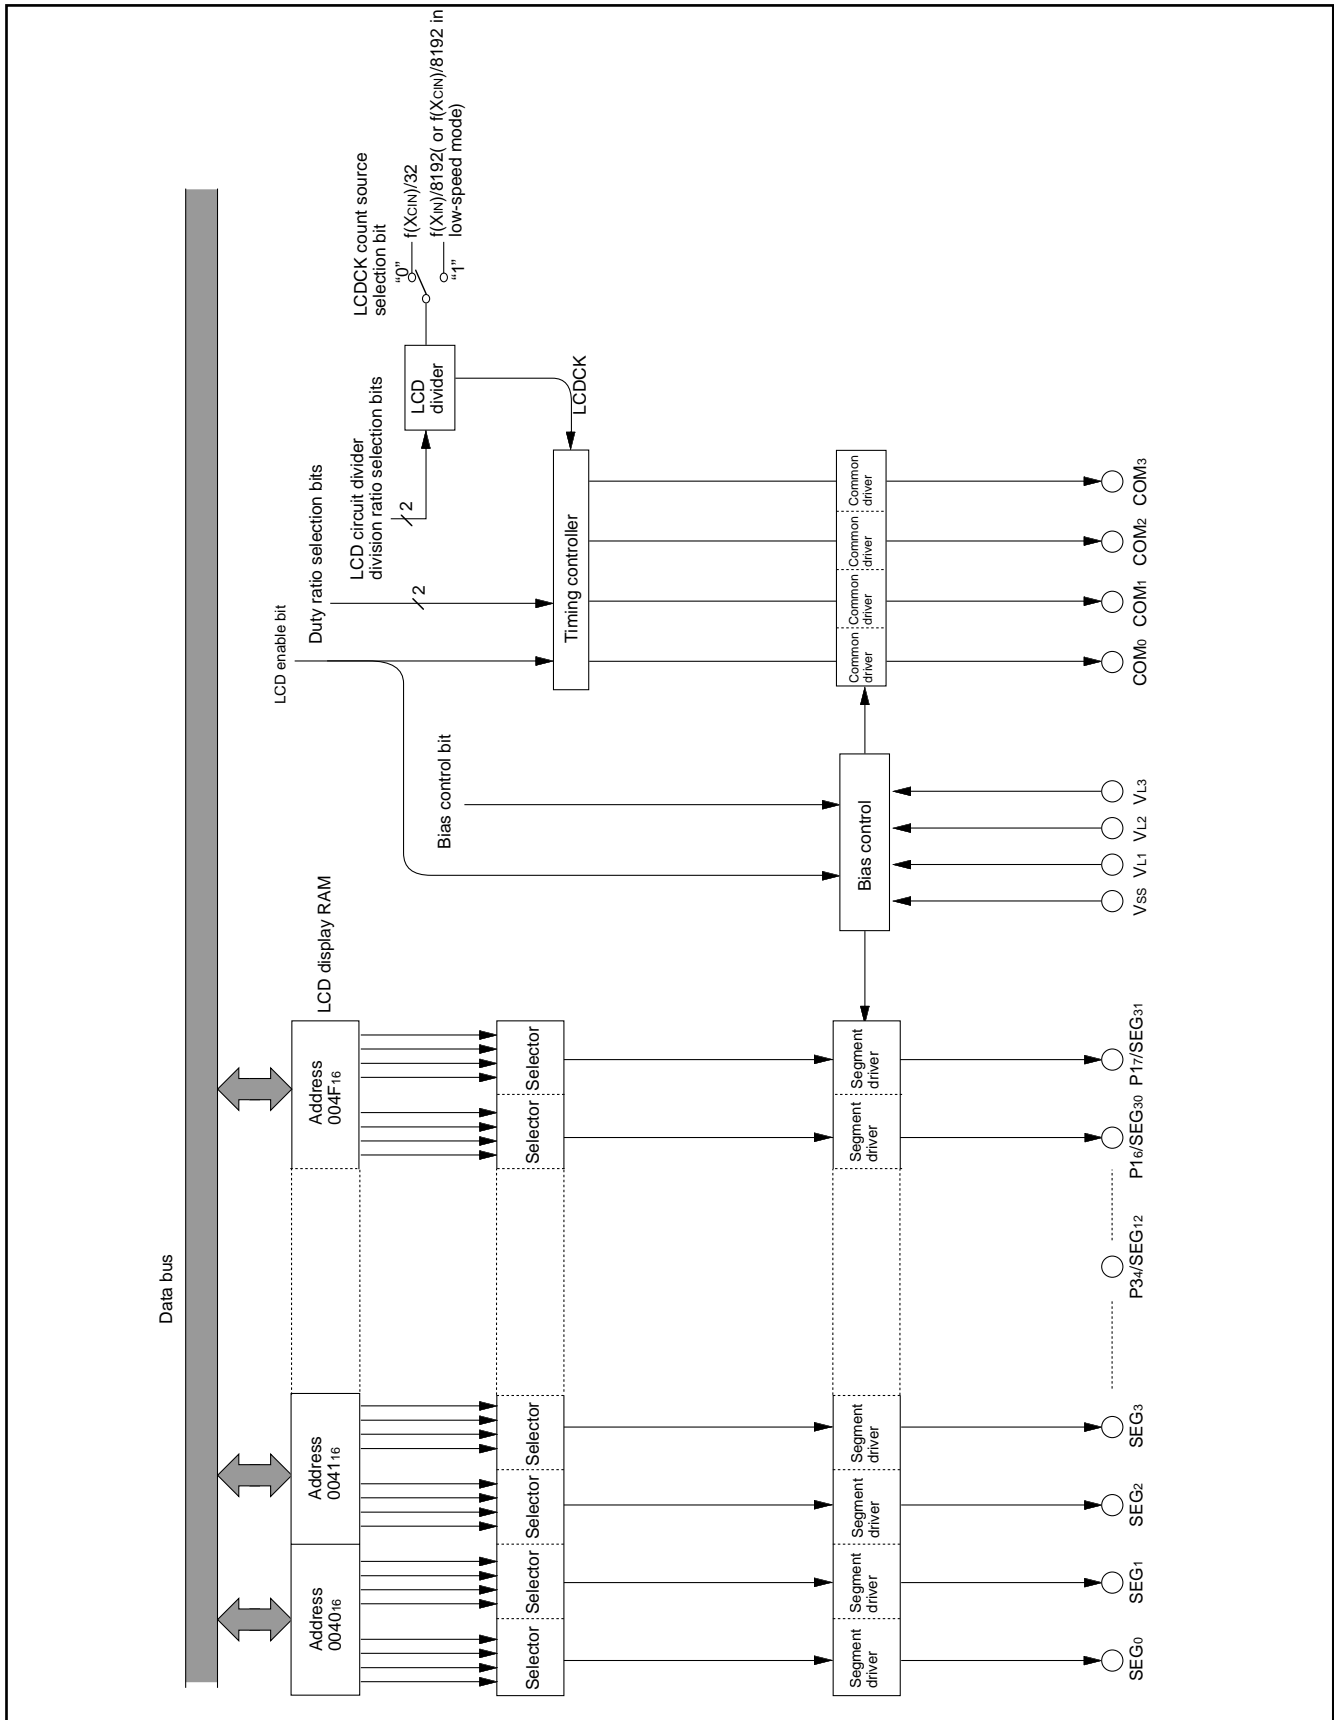 Data bus
LCD enable bit
Duty ratio selection bits
LCD circuit divider
division ratio selection bits
LCDCK count source
selection bit
“0”
f(XCIN)/32
“1”
f(XIN)/8192( or f(XCIN)/8192 in
low-speed mode)
2
2
LCD
divider
LCDCK
Timing controller
Bias control bit
LCD display RAM
Address
004016
Address
004116
Address
004F16
Selector
Selector
Selector
Selector
Selector
Selector
Segment
driver
Segment
driver
Segment
driver
Segment
driver
Segment
driver
Segment
driver
Bias control
Common
driver
Common
driver
Common
driver
Common
driver
SEG0
SEG1
SEG2
SEG3
P34/SEG12
P16/SEG30
P17/SEG31
VSS
VL1
VL2
VL3
COM0
COM1
COM2
COM3